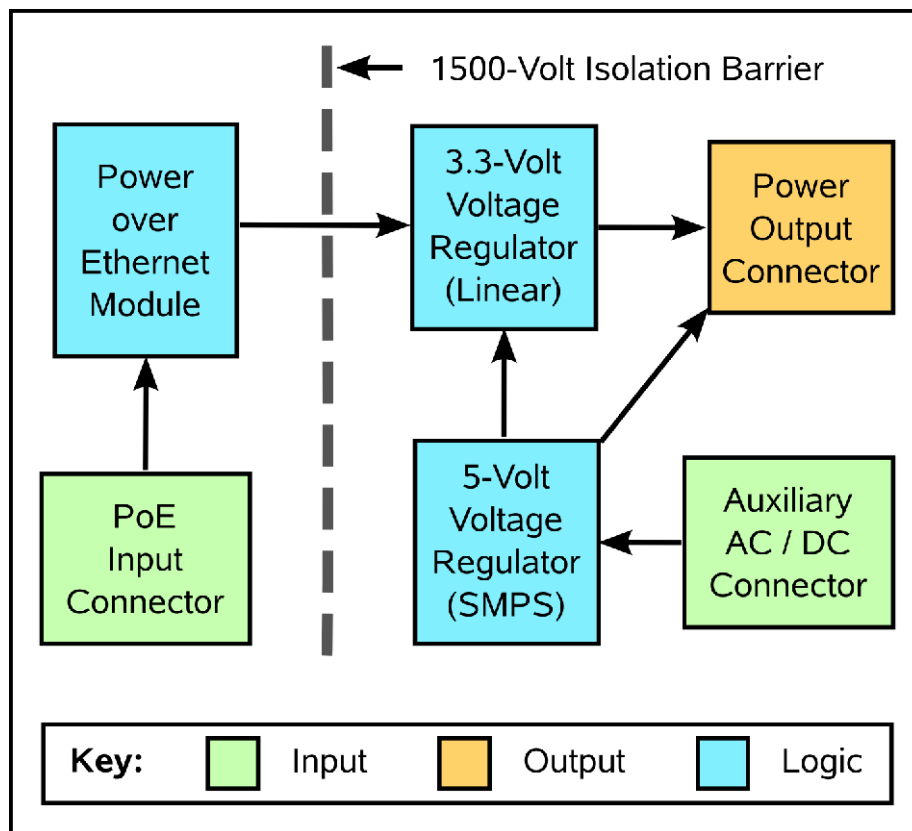 1500-Volt Isolation Barrier
Power
over
Ethernet
Module
3.3-Volt
Voltage
Regulator
(Linear)
Power
Output
Connector
PoE
Input
Connector
5-Volt
Voltage
Regulator
(SMPS)
Auxiliary
AC / DC
Connector
Key: Input Output Logic